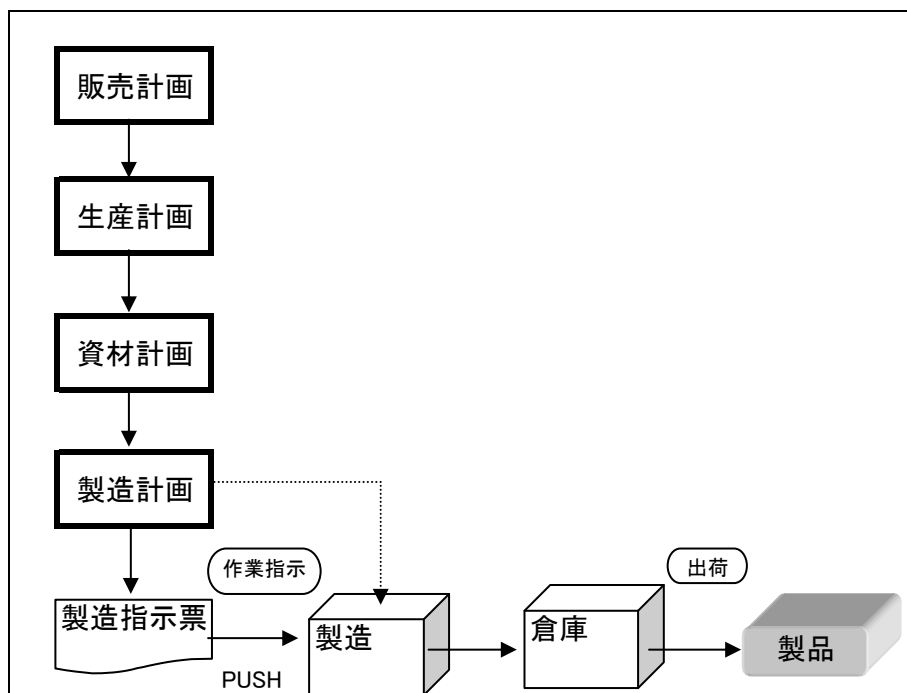 販売計画
生産計画
資材計画
製造計画
作業指示
出荷
製造指示票
製造
倉庫
製品
PUSH